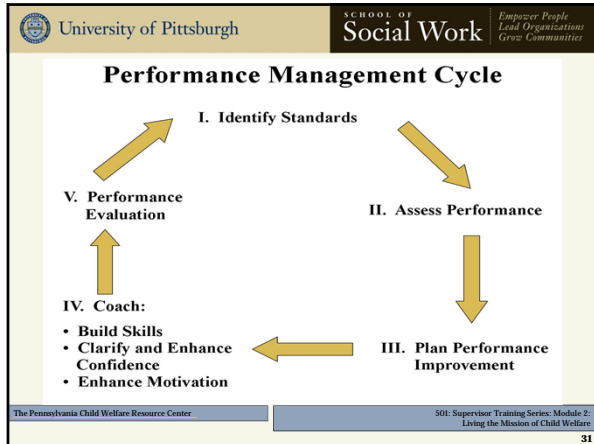 University of Pittsburgh
SCHOOL OF
Social Work
Empower People
Lead Organizations
Grow Communities
Performance Management Cycle
I. Identify Standards
II. Assess Performance
III. Plan Performance
Improvement
IV. Coach:
• Build Skills
• Clarify and Enhance
Confidence
• Enhance Motivation
V. Performance
Evaluation
The Pennsylvania Child Welfare Resource Center
501: Supervisor Training Series: Module 2:
Living the Mission of Child Welfare
31